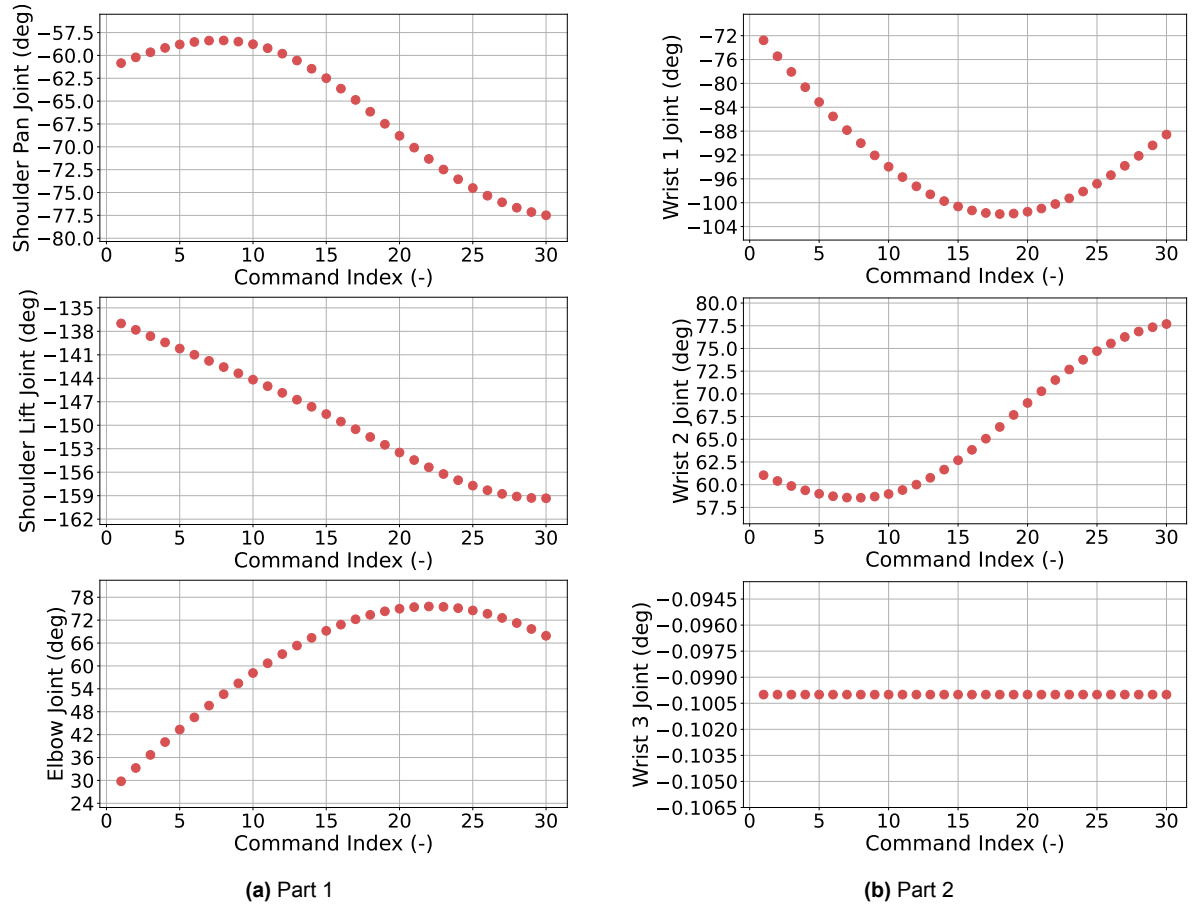 Shoulder Pan Joint (deg)
−57.5
−60.0
−62.5
−65.0
−67.5
−70.0
−72.5
−75.0
−77.5
−80.0
0 5 10 15 20 25 30
Command Index (-)
Shoulder Lift Joint (deg)
−135
−138
−141
−144
−147
−150
−153
−156
−159
−162
0 5 10 15 20 25 30
Command Index (-)
Elbow Joint (deg)
78
72
66
60
54
48
42
36
30
24
0 5 10 15 20 25 30
Command Index (-)
(a) Part 1
Wrist 1 Joint (deg)
−72
−76
−80
−84
−88
−92
−96
−100
−104
0 5 10 15 20 25 30
Command Index (-)
Wrist 2 Joint (deg)
80.0
77.5
75.0
72.5
70.0
67.5
65.0
62.5
60.0
57.5
0 5 10 15 20 25 30
Command Index (-)
Wrist 3 Joint (deg)
−0.0945
−0.0960
−0.0975
−0.0990
−0.1005
−0.1020
−0.1035
−0.1050
−0.1065
0 5 10 15 20 25 30
Command Index (-)
(b) Part 2